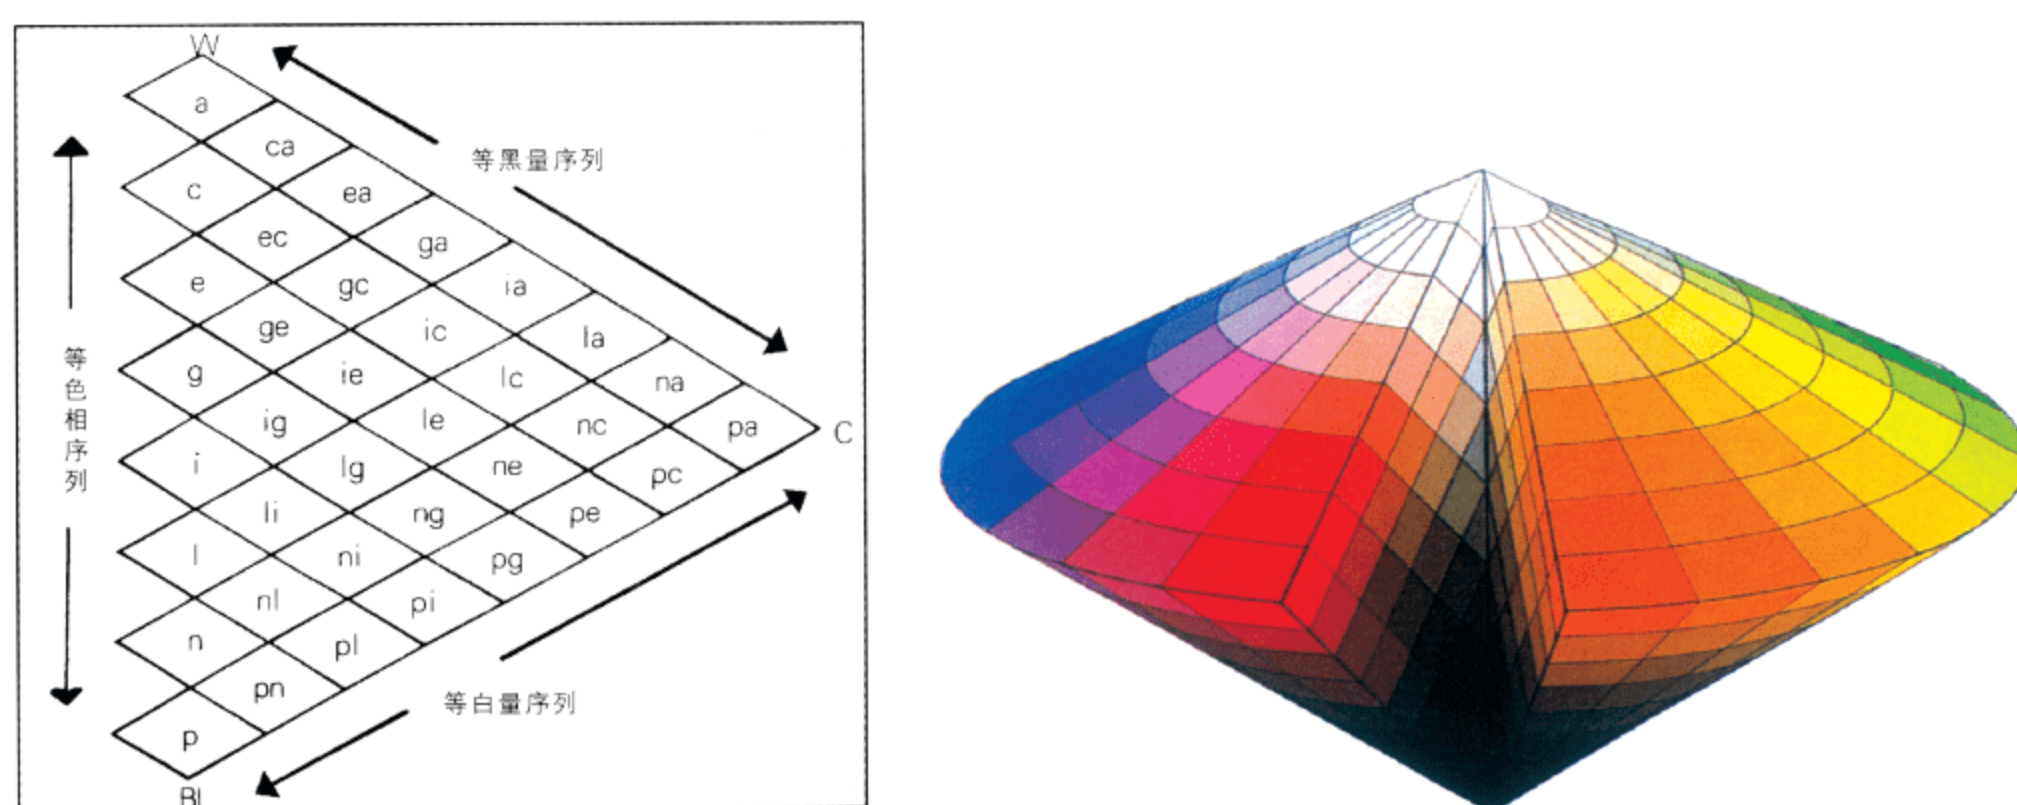 W
a
ca
等黑量序列
c
ea
ec
ga
e
gc
ia
ge
ic
la
g
ie
lc
na
ig
le
nc
pa
C
i
lg
ne
pc
li
ng
pe
l
ni
pg
nl
pi
n
pl
pn
p
Bl
等色相序列
等白量序列